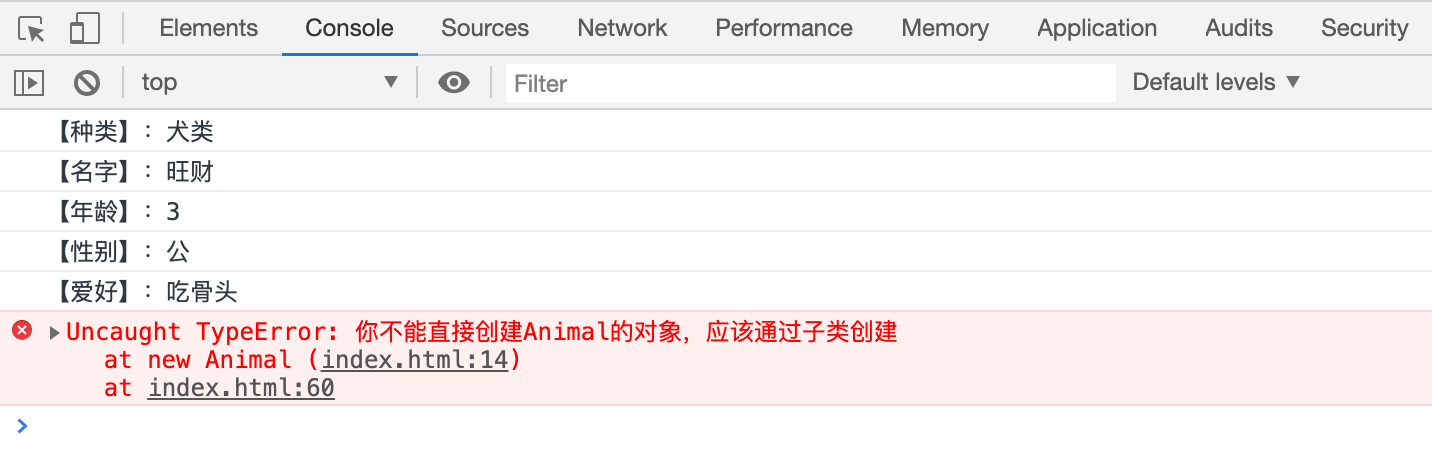 Elements Console Sources Network Performance Memory Application Audits Security
top Filter Default levels
【种类】: 犬类
【名字】: 旺财
【年龄】: 3
【性别】: 公
【爱好】: 吃骨头
Uncaught TypeError: 你不能直接创建Animal的对象，应该通过子类创建
at new Animal (index.html:14)
at index.html:60